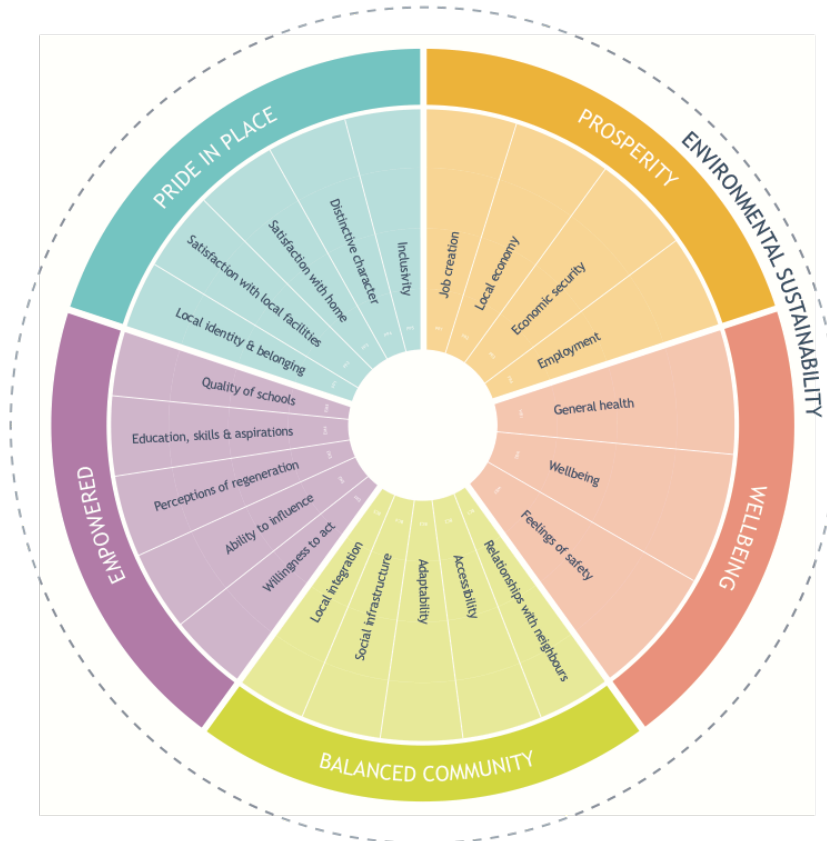 PRIDE IN PLACE
PROSPERITY
ENVIRONMENTAL SUSTAINABILITY
WELLBEING
BALANCED COMMUNITY
EMPOWERED
Job creation
Local economy
Economic security
Employment
General health
Wellbeing
Feelings of safety
Relationships with neighbours
Accessibility
Adaptability
Social infrastructure
Local integration
Willingness to act
Ability to influence
Perceptions of regeneration
Education, skills & aspirations
Quality of schools
Local identity & belonging
Satisfaction with local facilities
Satisfaction with home
Distinctive character
Inclusivity